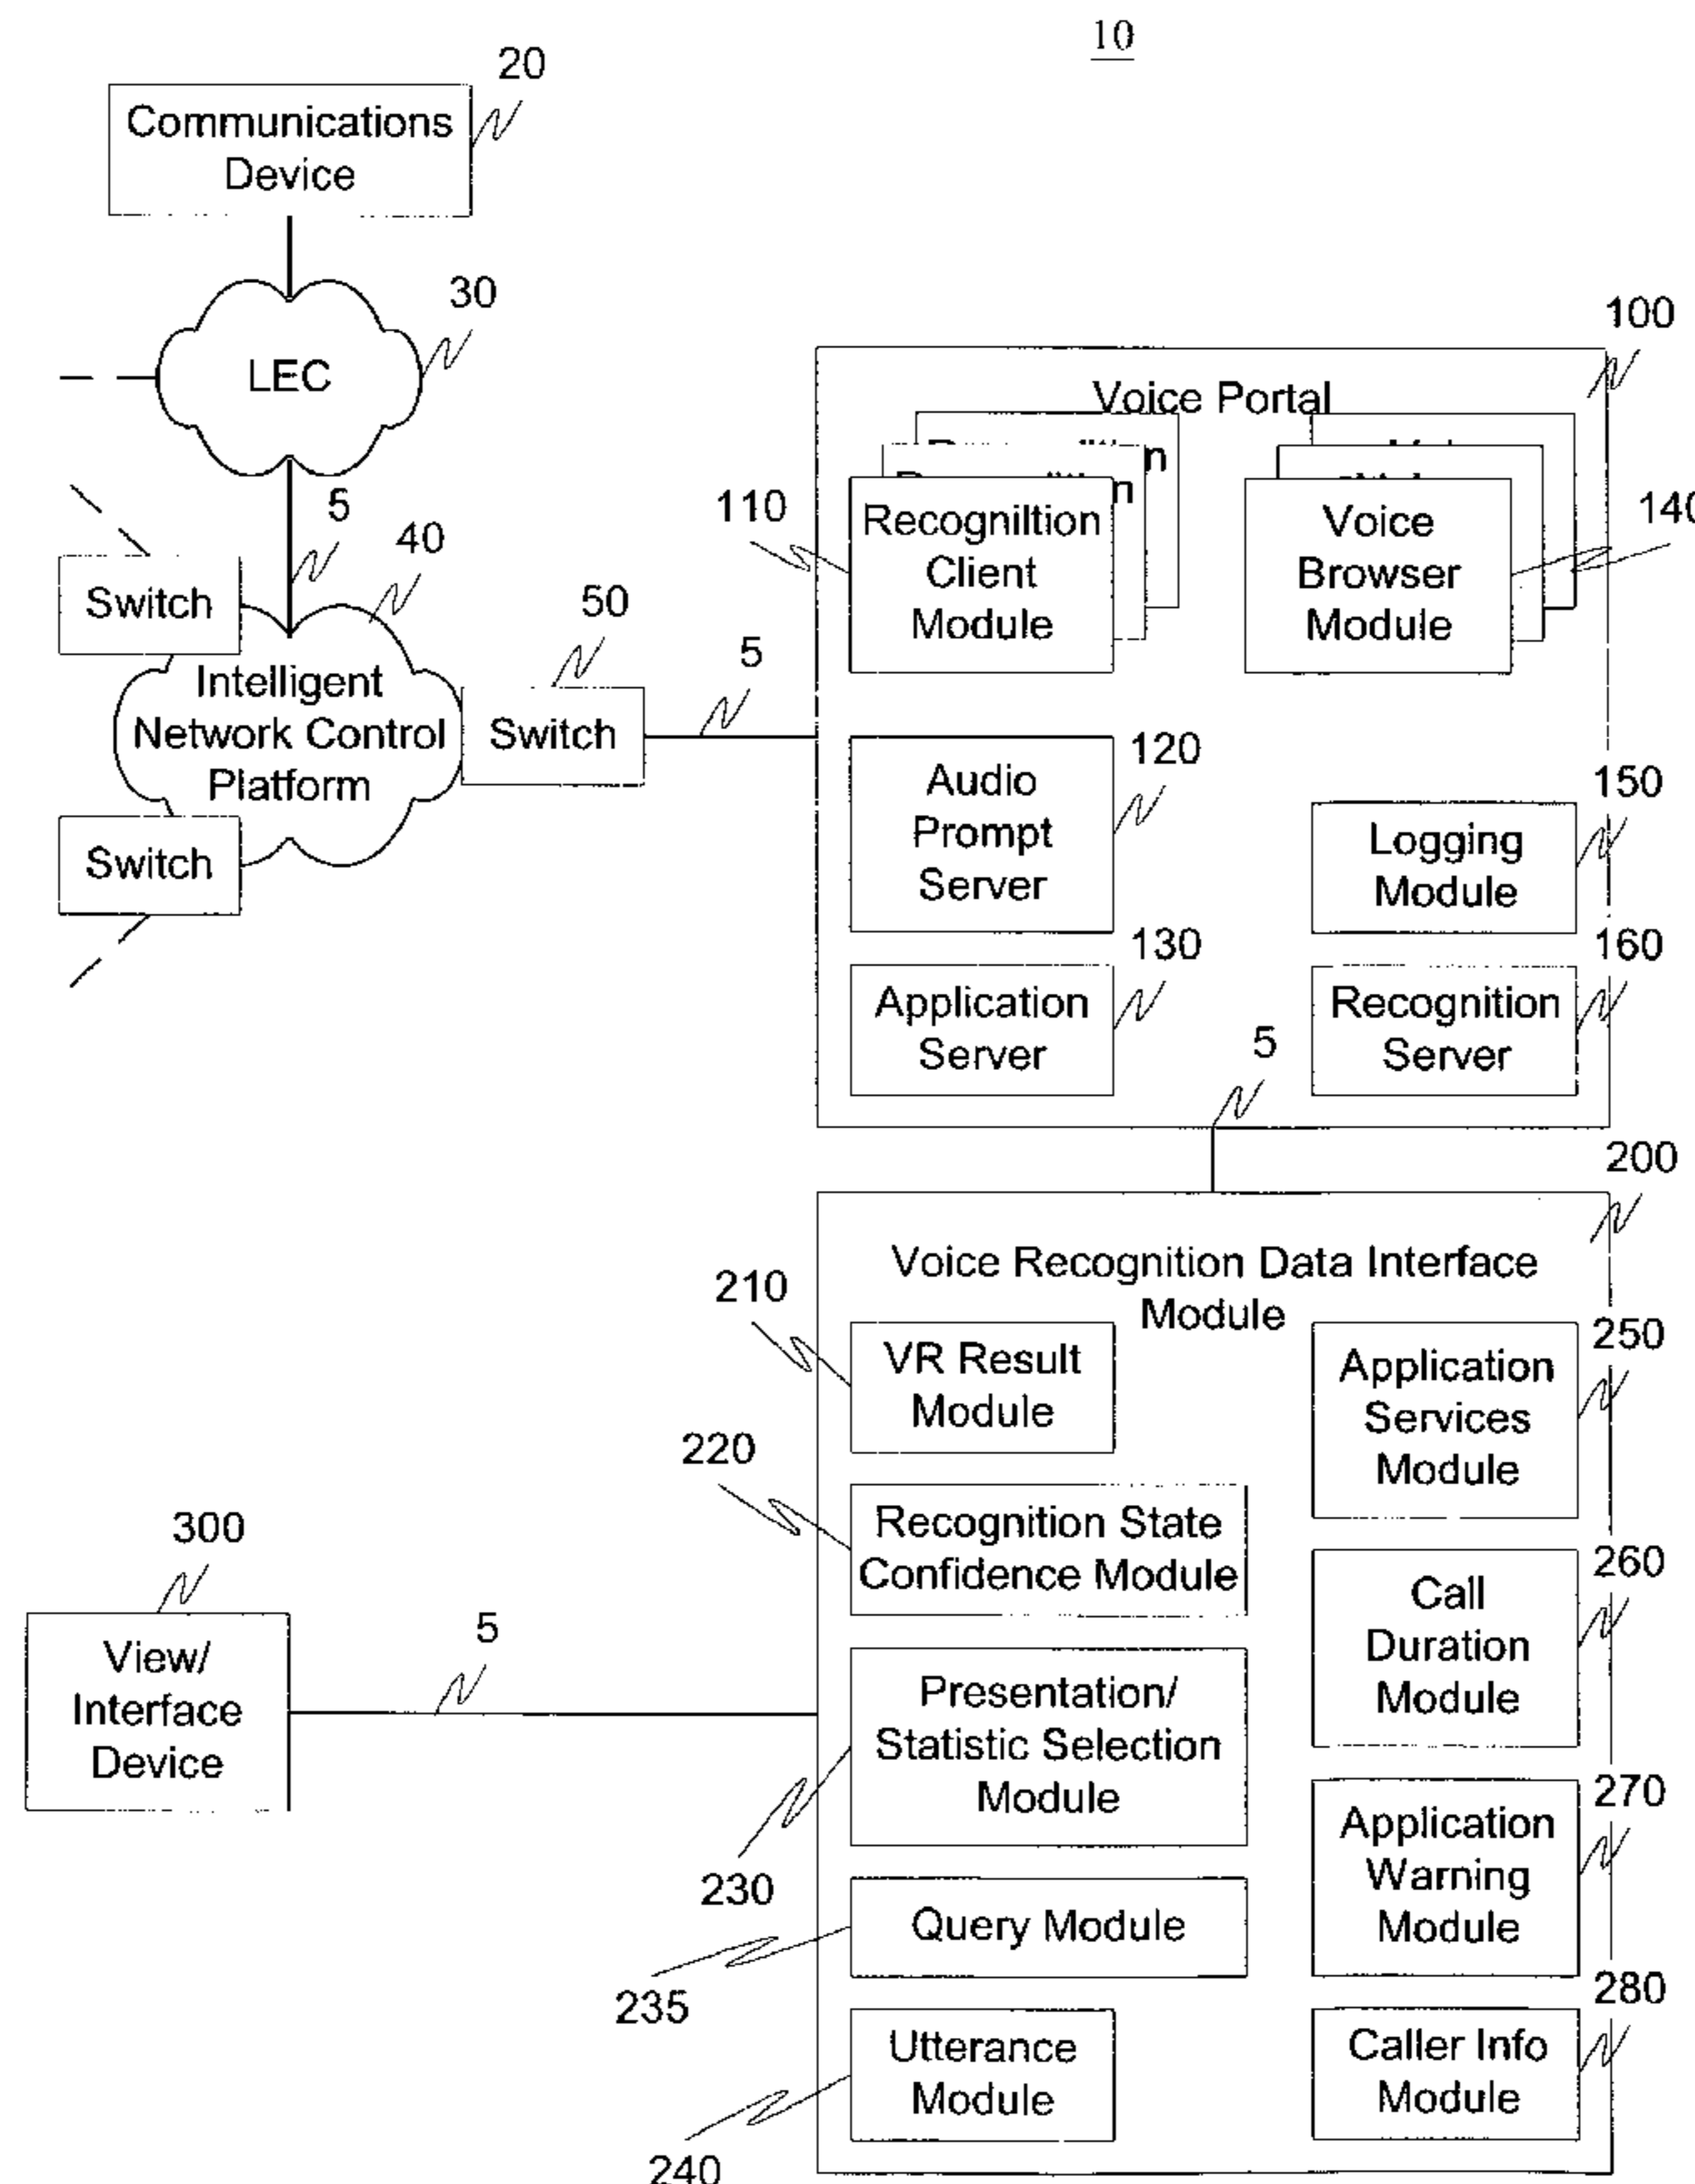 10
20
Communications
Device
30
LEC
5
40
Switch
Intelligent
Network Control
Platform
50
Switch
Switch
5
100
Voice Portal
110
Recogniltion
Client
Module
140
Voice
Browser
Module
120
Audio
Prompt
Server
150
Logging
Module
130
Application
Server
160
Recognition
Server
5
200
Voice Recognition Data Interface
Module
210
VR Result
Module
250
Application
Services
Module
220
Recognition State
Confidence Module
260
Call
Duration
Module
300
View/
Interface
Device
5
Presentation/
Statistic Selection
Module
230
270
Application
Warning
Module
Query Module
235
280
Caller Info
Module
Utterance
Module
240